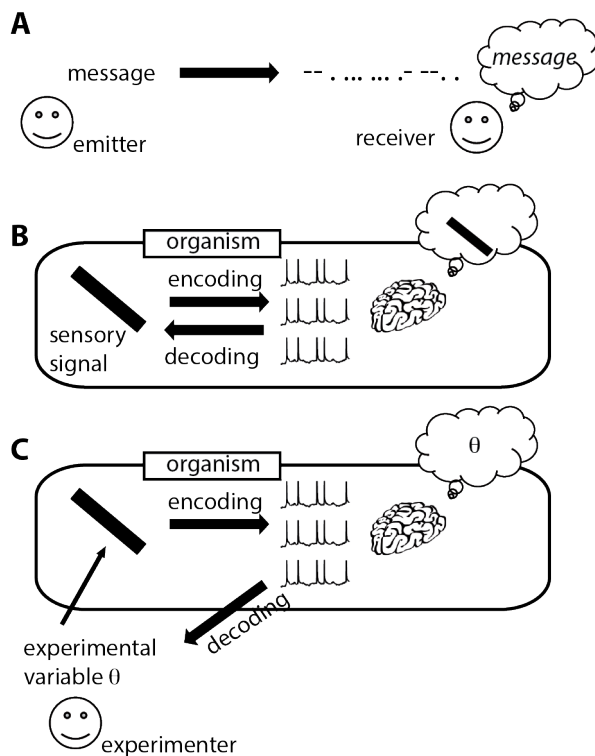 A
message
-- . ... ... .- --. .
message
emitter
receiver
B
organism
encoding
sensory
signal
decoding
C
organism
θ
encoding
decoding
experimental
variable θ
experimenter